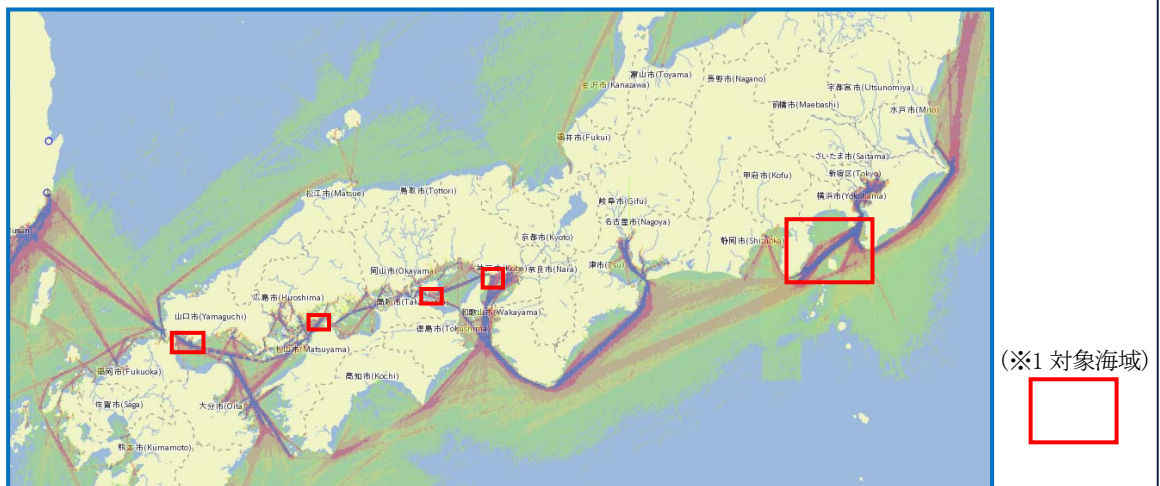 富山市(Toyama)
長野市(Nagano)
宇都宮市(Utsunomiya)
金沢市(Kanazawa)
前橋市(Maebashi)
水戸市(Mito)
福井市(Fukui)
さいたま市(Saitama)
甲府市(Kofu)
新宿区(Tokyo)
松江市(Matsue)
鳥取市(Tottori)
横浜市(Yokohama)
岐阜市(Gifu)
名古屋市(Nagoya)
京都市(Kyoto)
静岡市(Shizuoka)
岡山市(Okayama)
神戸市(Kobe)
奈良市(Nara)
津市(Tsu)
広島市(Hiroshima)
高松市(Taka
和歌山市(Wakayama)
山口市(Yamaguchi)
徳島市(Tokushima)
松山市(Matsuyama)
福岡市(Fukuoka)
高知市(Kochi)
佐賀市(Saga)
大分市(Oita)
熊本市(Kumamoto)
(※1 対象海域)